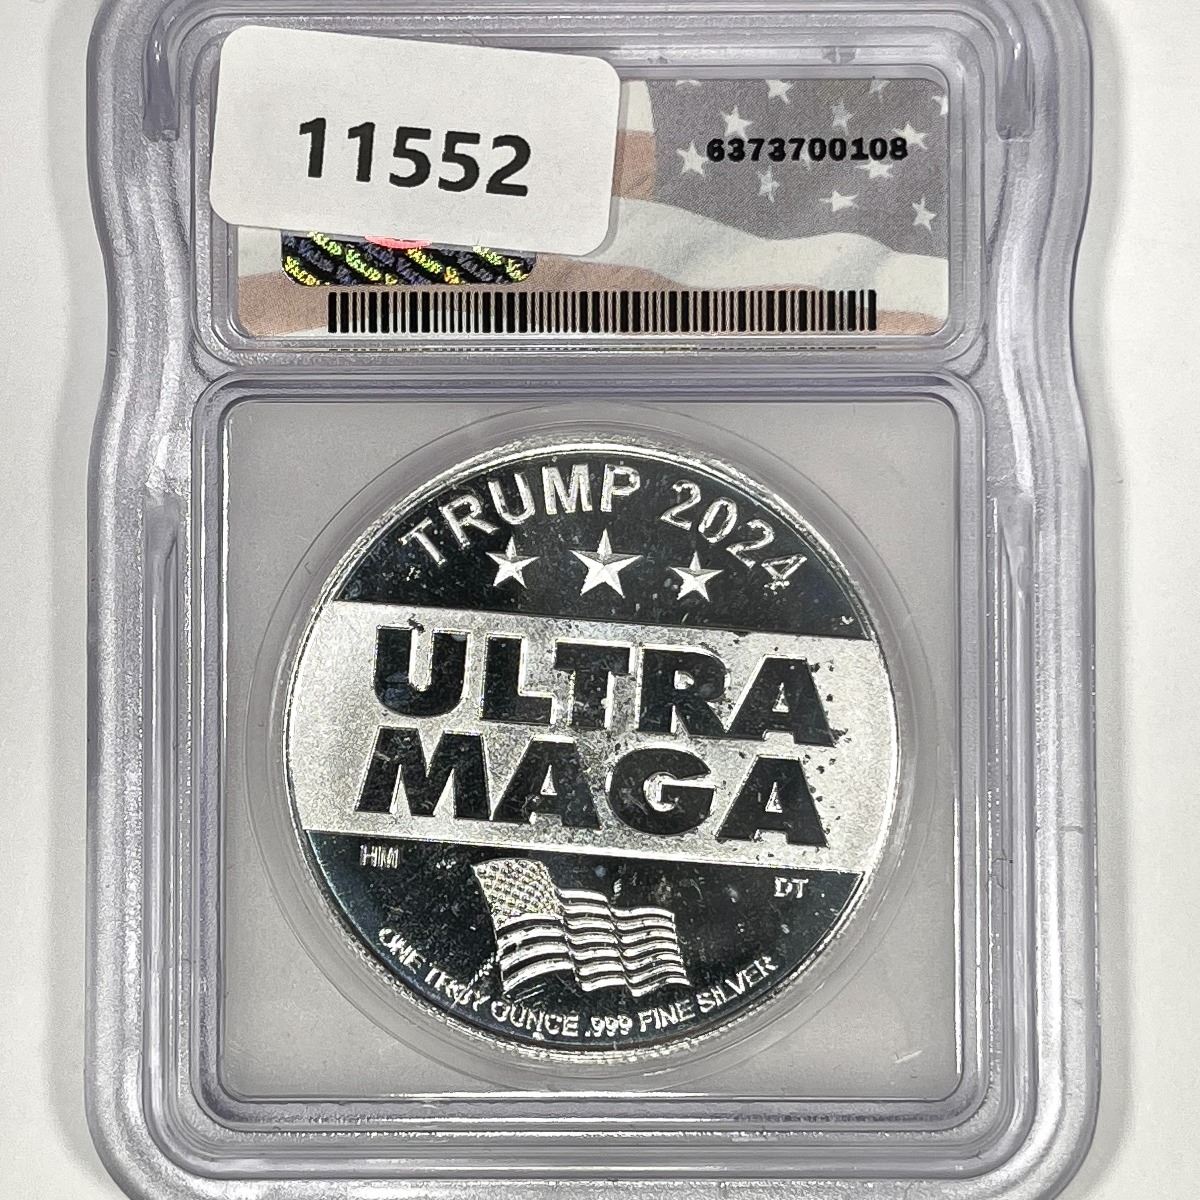 11552
6373700108
TRUMP 2024
ULTRA
MAGA
HM
DT
ONE TROY OUNCE .999 FINE SILVER